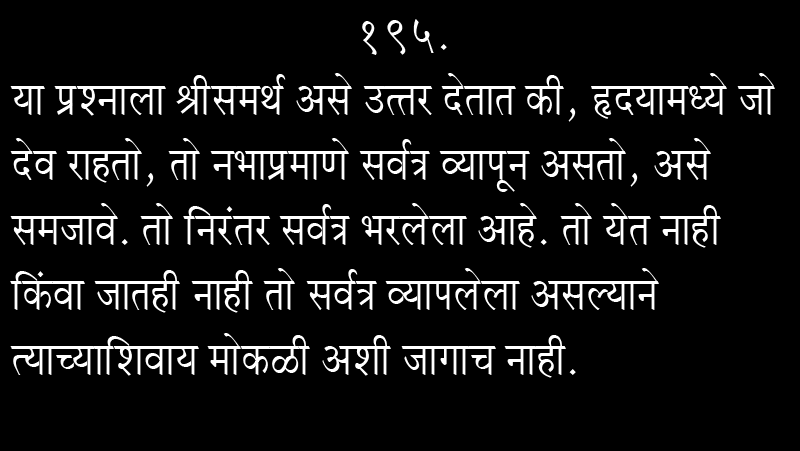 १९५.
या प्रश्नाला श्रीसमर्थ असे उत्तर देतात की, हृदयामध्ये जो
देव राहतो, तो नभाप्रमाणे सर्वत्र व्यापून असतो, असे
समजावे. तो निरंतर सर्वत्र भरलेला आहे. तो येत नाही
किंवा जातही नाही तो सर्वत्र व्यापलेला असल्याने
त्याच्याशिवाय मोकळी अशी जागाच नाही.